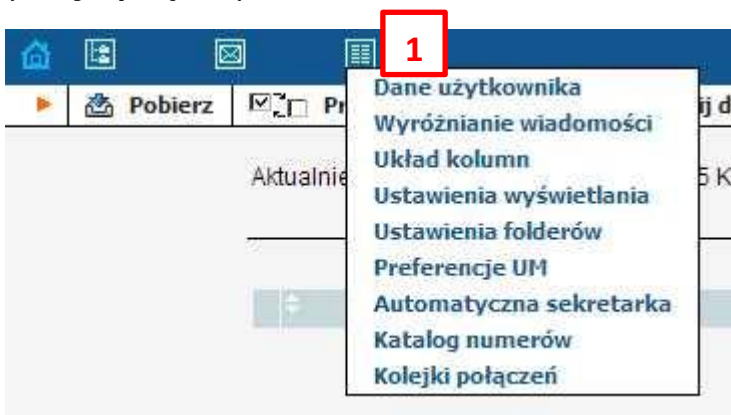 1
Pobierz
Pr
ij d
Aktualnie
5 K
Dane użytkownika
Wyróżnianie wiadomości
Układ kolumn
Ustawienia wyświetlania
Ustawienia folderów
Preferencje UM
Automatyczna sekretarka
Katalog numerów
Kolejki połączeń